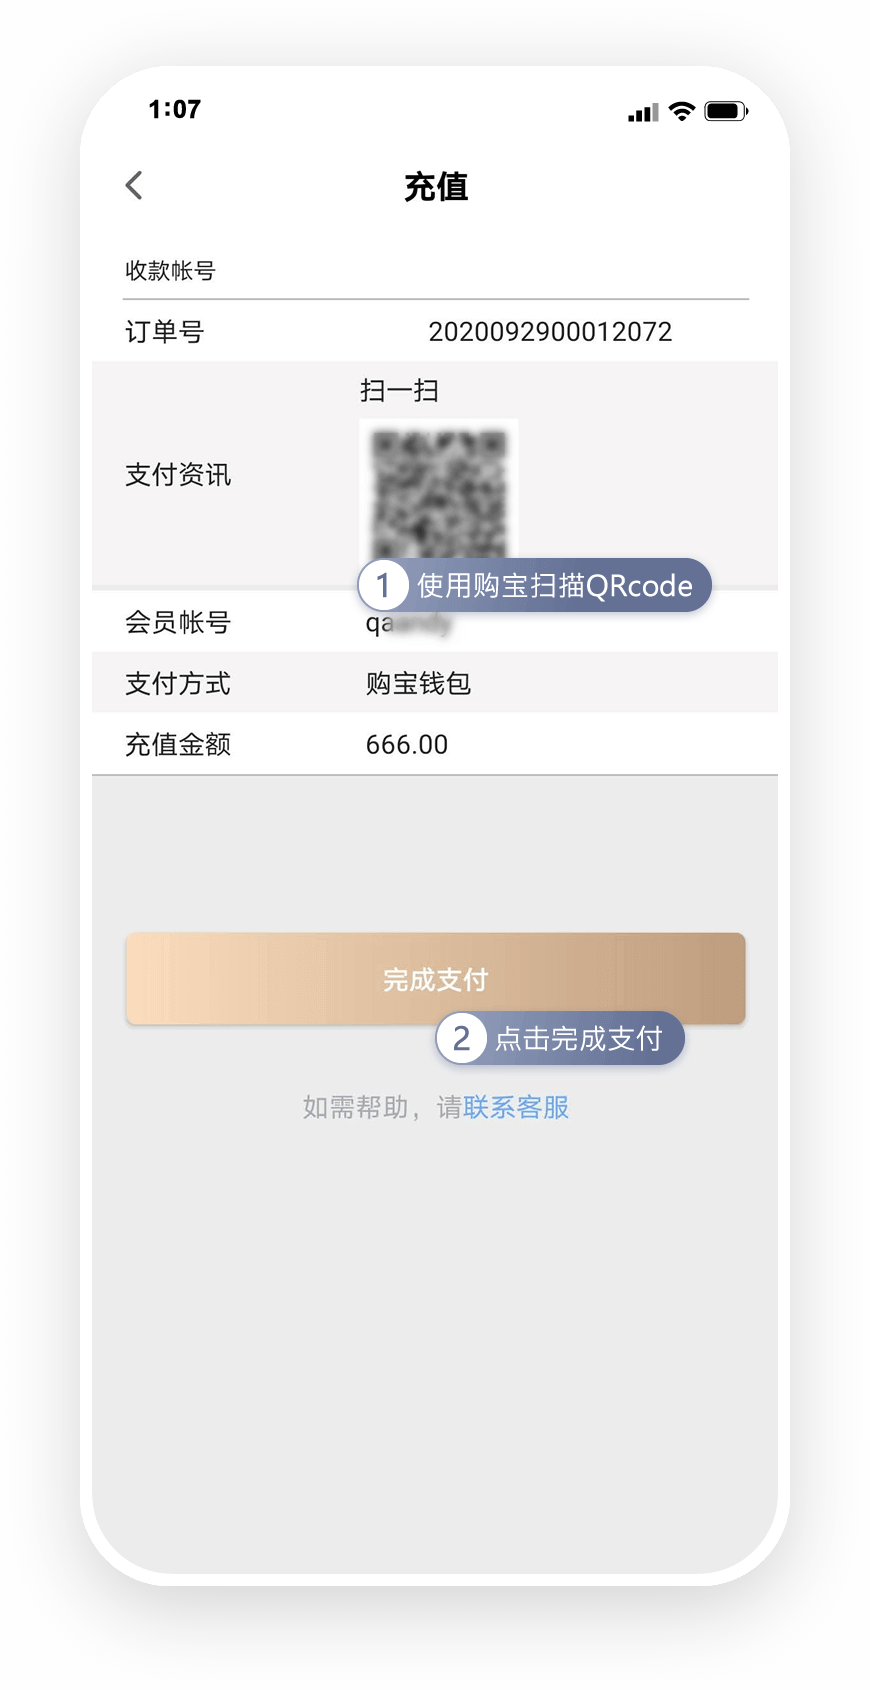 1:07
充值
收款帐号
订单号 2020092900012072
扫一扫
支付资讯
1 使用购宝扫描QRcode
会员帐号 qa
支付方式 购宝钱包
充值金额 666.00
完成支付
2 点击完成支付
如需帮助，请联系客服